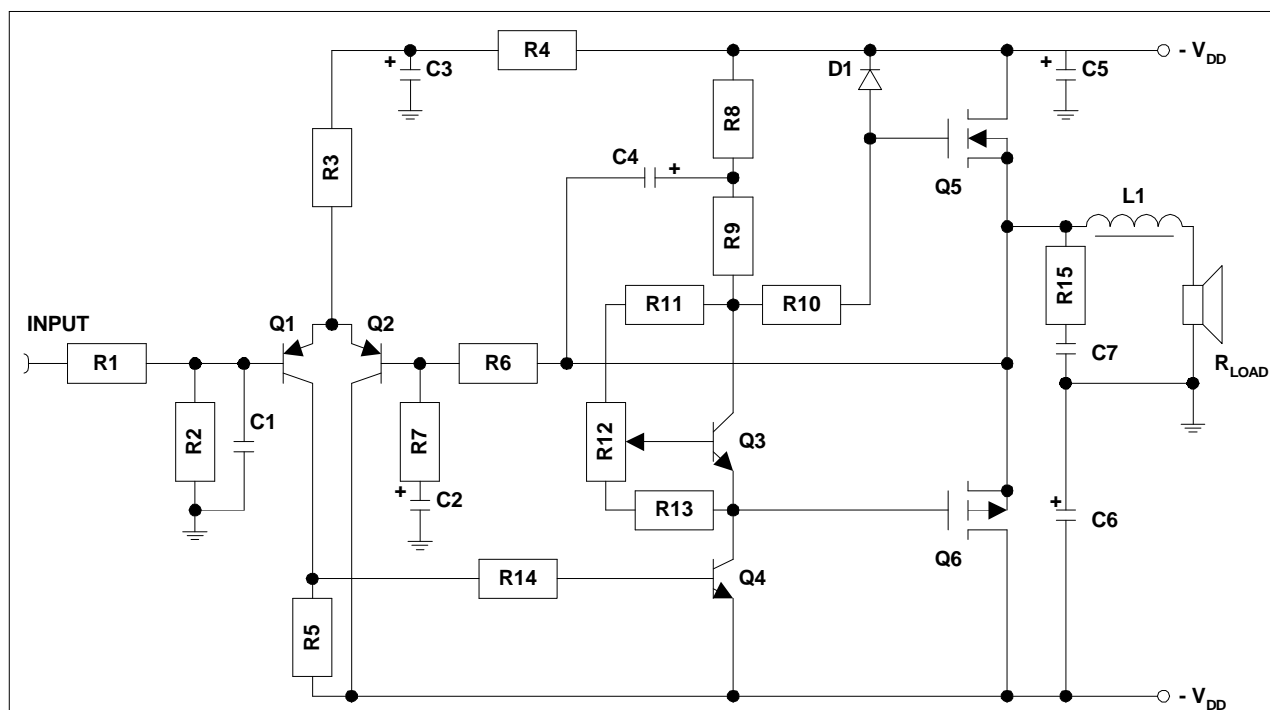 R4
- V
DD
C3
D1
C5
R8
R3
C4
Q5
L1
R9
R15
R11
R10
INPUT
Q1
Q2
R1
R6
C7
R
LOAD
R2
C1
R7
R12
Q3
C2
R13
C6
Q6
R14
Q4
R5
- V
DD
+
+
+
+
+